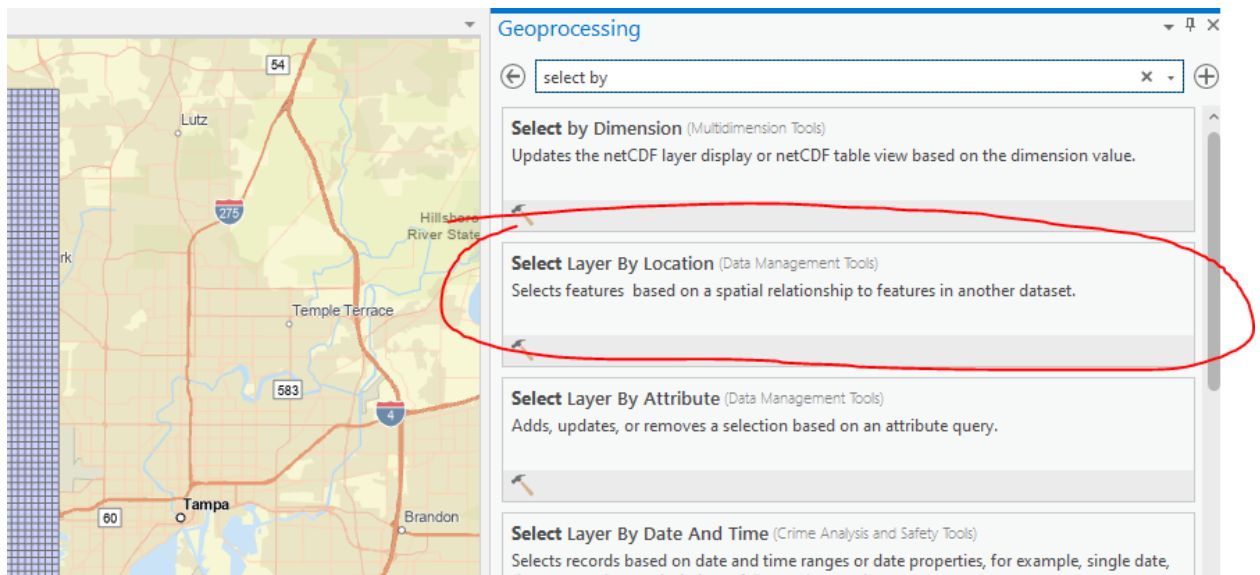 Geoprocessing
select by
Select by Dimension (Multidimension Tools)
Updates the netCDF layer display or netCDF table view based on the dimension value.
Select Layer By Location (Data Management Tools)
Selects features  based on a spatial relationship to features in another dataset.
Select Layer By Attribute (Data Management Tools)
Adds, updates, or removes a selection based on an attribute query.
Select Layer By Date And Time (Crime Analysis and Safety Tools)
Selects records based on date and time ranges or date properties, for example, single date,
54
Lutz
275
Hillsboro
River State
rk
Temple Terrace
583
4
Tampa
60
Brandon